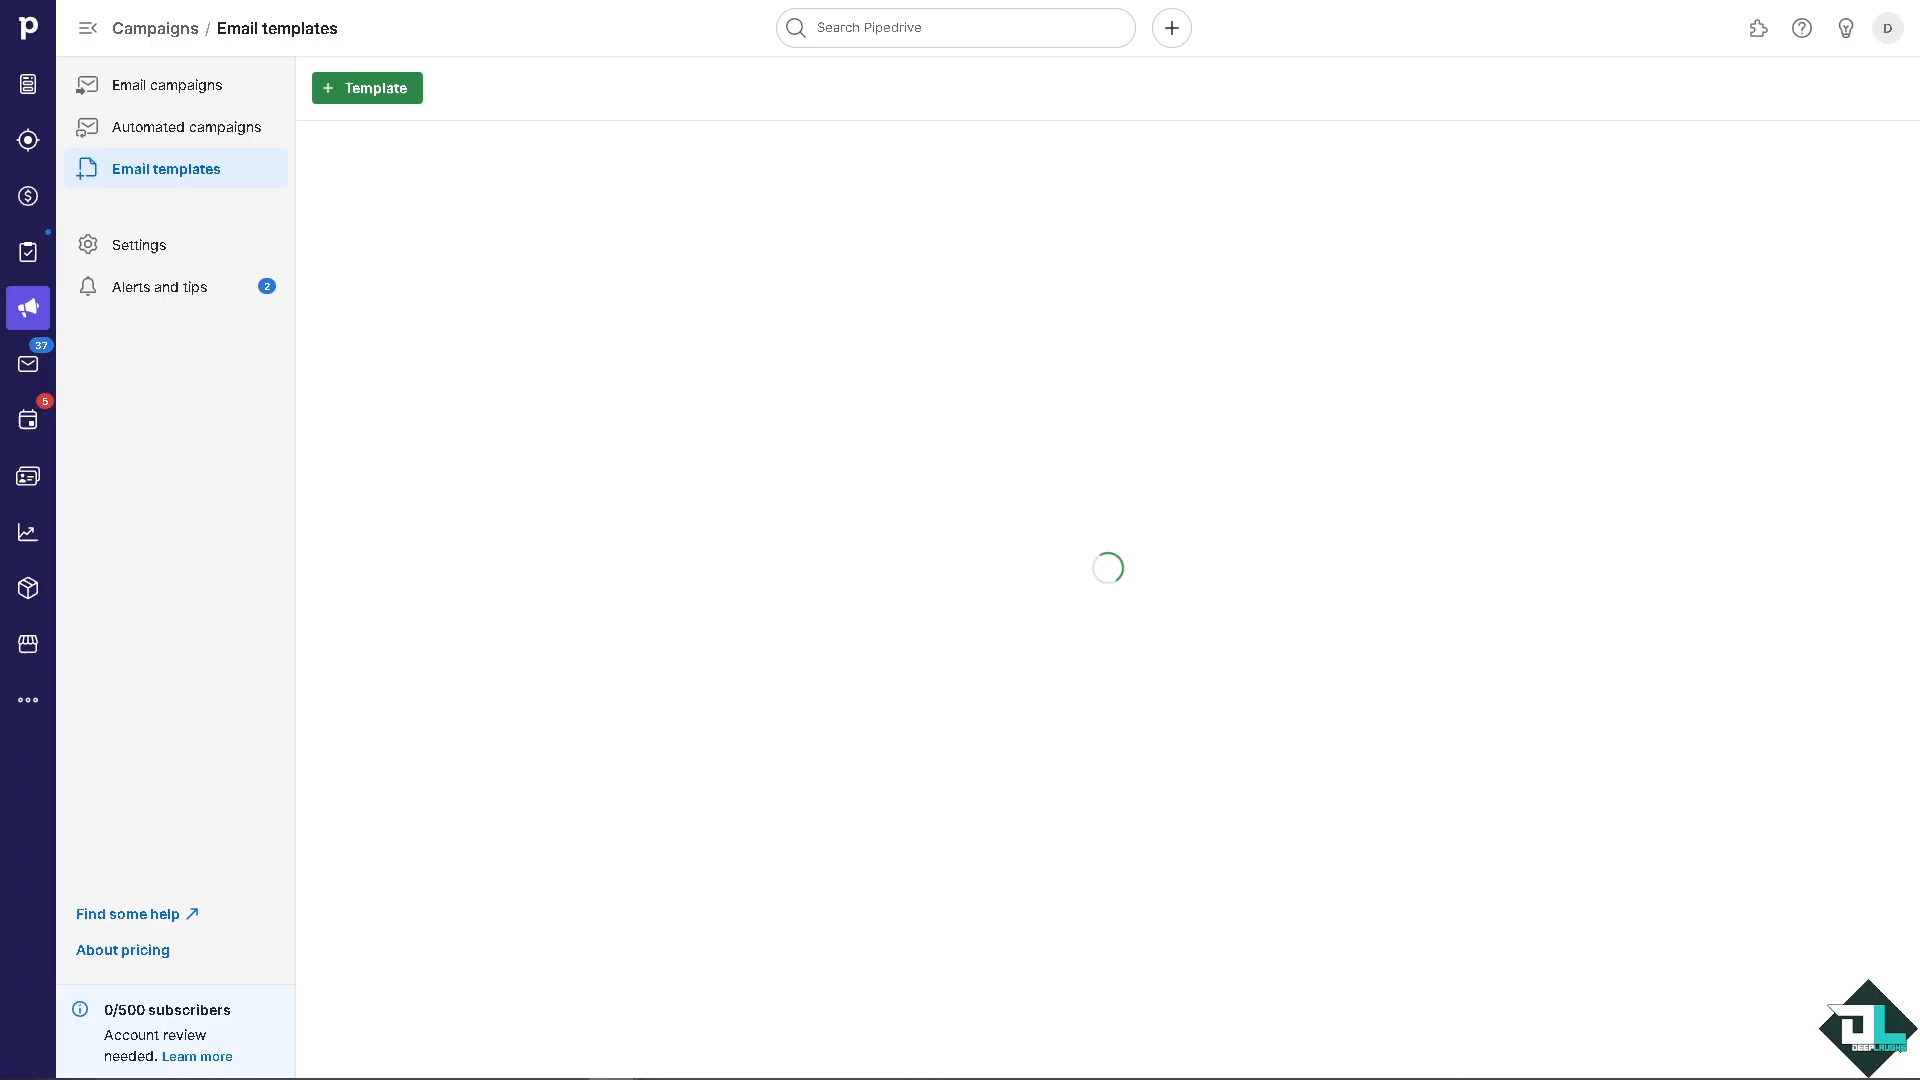 Campaigns / Email templates
Search Pipedrive
D
Email campaigns
+ Template
Automated campaigns
Email templates
Settings
Alerts and tips
2
37
5
Find some help
About pricing
0/500 subscribers
Account review
needed. Learn more
DEEPLAUGHS